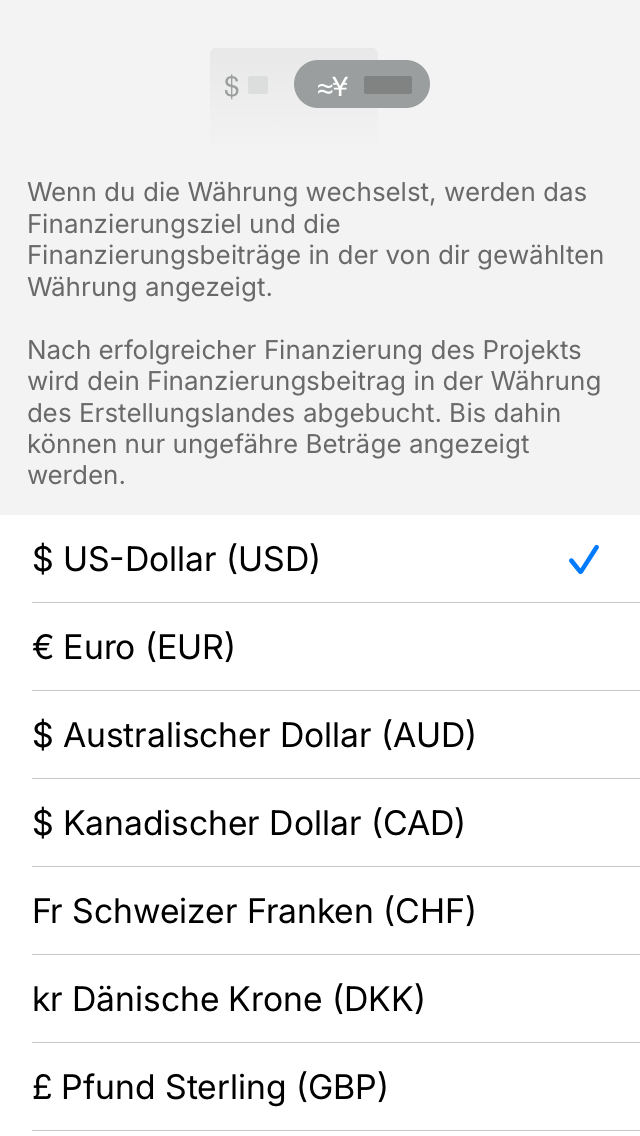 $ ≈¥
Wenn du die Währung wechselst, werden das
Finanzierungsziel und die
Finanzierungsbeiträge in der von dir gewählten
Währung angezeigt.
Nach erfolgreicher Finanzierung des Projekts
wird dein Finanzierungsbeitrag in der Währung
des Erstellungslandes abgebucht. Bis dahin
können nur ungefähre Beträge angezeigt
werden.
$ US-Dollar (USD)
€ Euro (EUR)
$ Australischer Dollar (AUD)
$ Kanadischer Dollar (CAD)
Fr Schweizer Franken (CHF)
kr Dänische Krone (DKK)
£ Pfund Sterling (GBP)